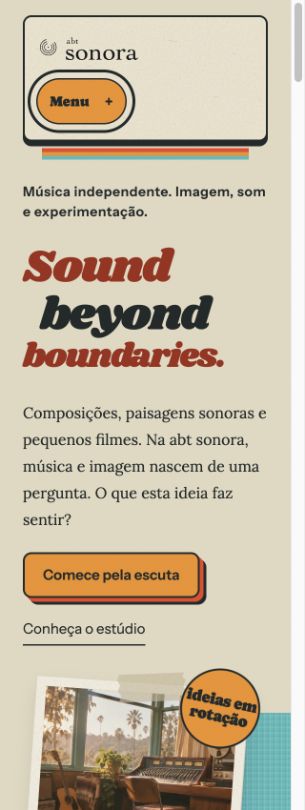 abt
sonora
Menu +
Música independente. Imagem, som
e experimentação.
Sound
beyond
boundaries.
Composições, paisagens sonoras e
pequenos filmes. Na abt sonora,
música e imagem nascem de uma
pergunta. O que esta ideia faz
sentir?
Comece pela escuta
Conheça o estúdio
ideias em
rotação